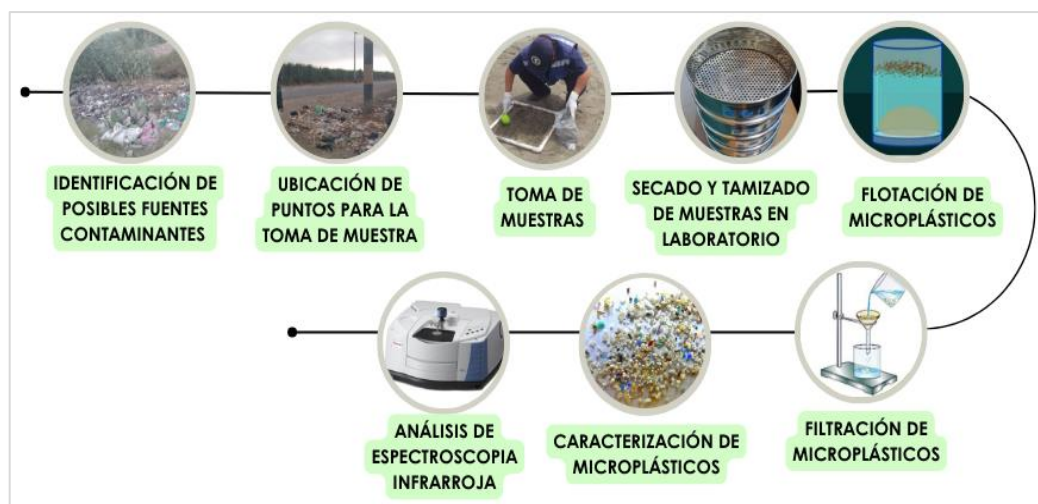 IDENTIFICACIÓN DE
POSIBLES FUENTES
CONTAMINANTES
UBICACIÓN DE
PUNTOS PARA LA
TOMA DE MUESTRA
TOMA DE
MUESTRAS
SECADO Y TAMIZADO
DE MUESTRAS EN
LABORATORIO
FLOTACIÓN DE
MICROPLÁSTICOS
ANÁLISIS DE
ESPECTROSCOPIA
INFRARROJA
CARACTERIZACIÓN DE
MICROPLÁSTICOS
FILTRACIÓN DE
MICROPLÁSTICOS